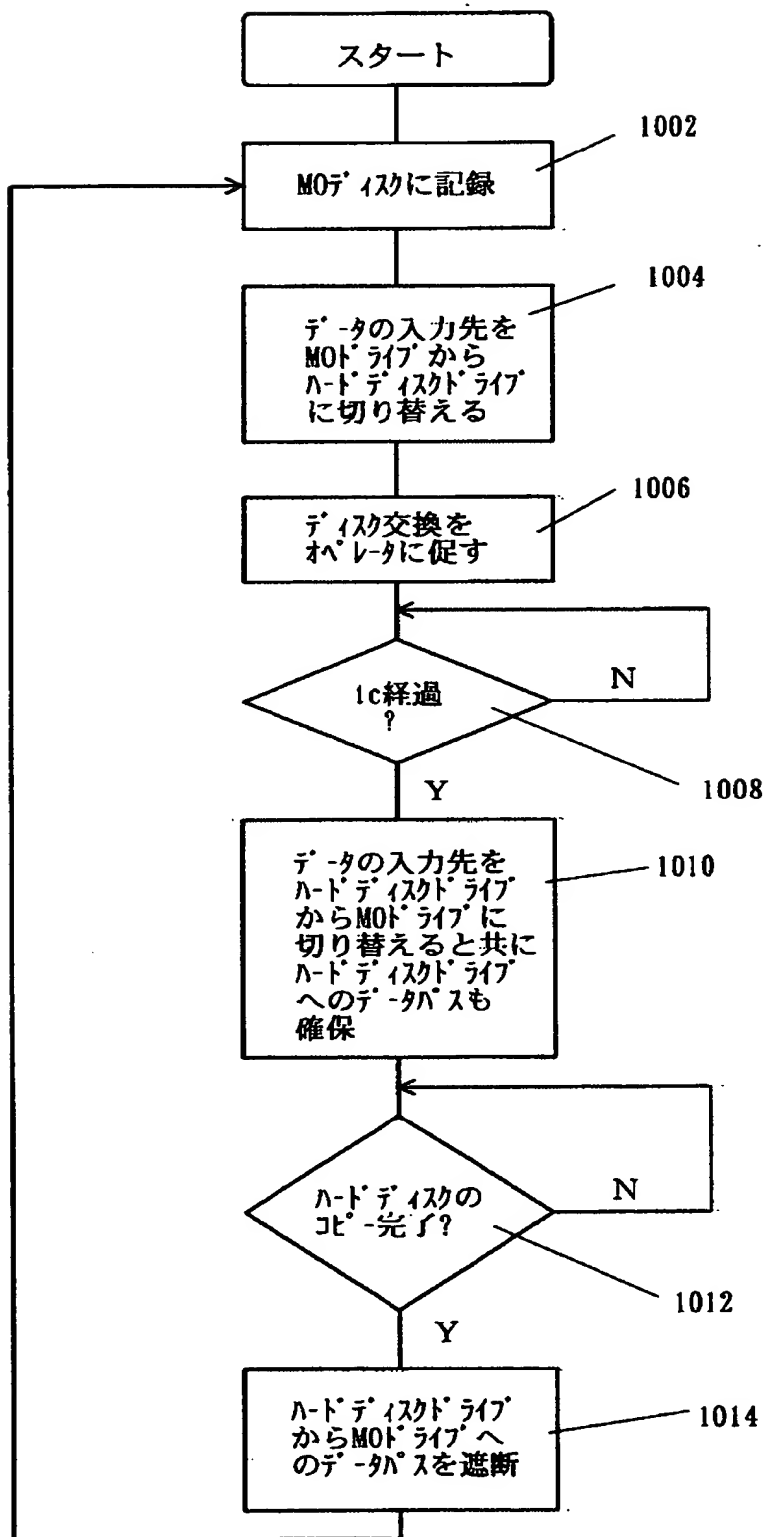 スタート
1002
MOディスクに記録
1004
データの入力先を
MOドライブから
ハードディスクドライブ
に切り替える
1006
ディスク交換を
オペレータに促す
1c経過
?
N
1008
Y
データの入力先を
ハードディスクドライブ
からMOドライブに
切り替えると共に
ハードディスクドライブ
へのデータパスも
確保
1010
ハードディスクの
コピー完了?
N
1012
Y
ハードディスクドライブ
からMOドライブへ
のデータパスを遮断
1014